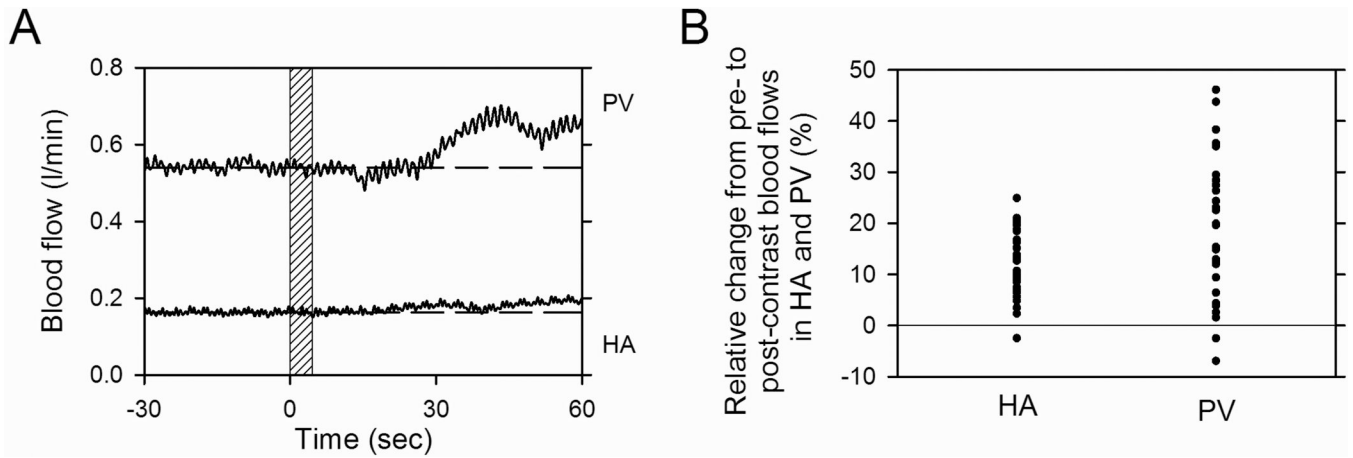 A
Blood flow (l/min)
0.8
0.6
0.4
0.2
0.0
-30
0
30
60
Time (sec)
PV
HA
B
Relative change from pre- to
post-contrast blood flows
in HA and PV (%)
50
40
30
20
10
0
-10
HA
PV